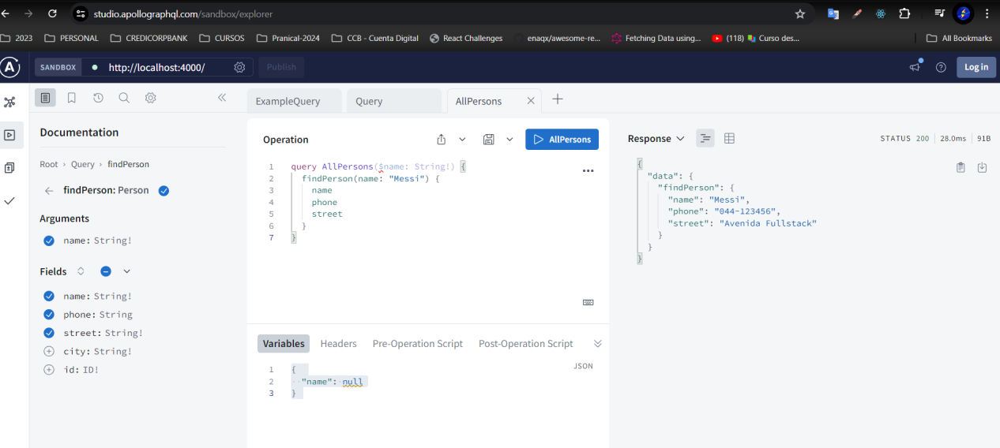 studio.apollographql.com/sandbox/explorer
2023 PERSONAL CREDICORPBANK CURSOS Pranical-2024 CCB - Cuenta Digital React Challenges enaqx/awesome-re... Fetching Data using... (118) Curso des... All Bookmarks
SANDBOX http://localhost:4000/ Publish Log in
ExampleQuery Query AllPersons
Documentation
Root › Query › findPerson
findPerson: Person
Arguments
name: String!
Fields
name: String!
phone: String
street: String!
city: String!
id: ID!
Operation AllPersons
1 query AllPersons($name: String!) {
2 findPerson(name: "Messi") {
3 name
4 phone
5 street
6 }
7 }
Variables Headers Pre-Operation Script Post-Operation Script
JSON
1 {
2 ··"name":·null
3 }
Response STATUS 200 28.0ms 91B
{
"data": {
"findPerson": {
"name": "Messi",
"phone": "044-123456",
"street": "Avenida Fullstack"
}
}
}